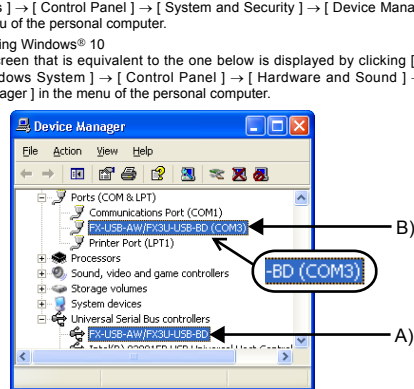 s ] → [ Control Panel ] → [ System and Security ] → [ Device Mana
nu of the personal computer.
ing Windows® 10
creen that is equivalent to the one below is displayed by clicking [
dows System ] → [ Control Panel ] → [ Hardware and Sound ] →
ager ] in the menu of the personal computer.
Device Manager
File Action View Help
Ports (COM & LPT)
Communications Port (COM1)
FX-USB-AW/FX3U-USB-BD (COM3)
B)
Printer Port (LPT1)
Processors
-BD (COM3)
Sound, video and game controllers
Storage volumes
System devices
Universal Serial Bus controllers
FX-USB-AW/FX3U-USB-BD
A)